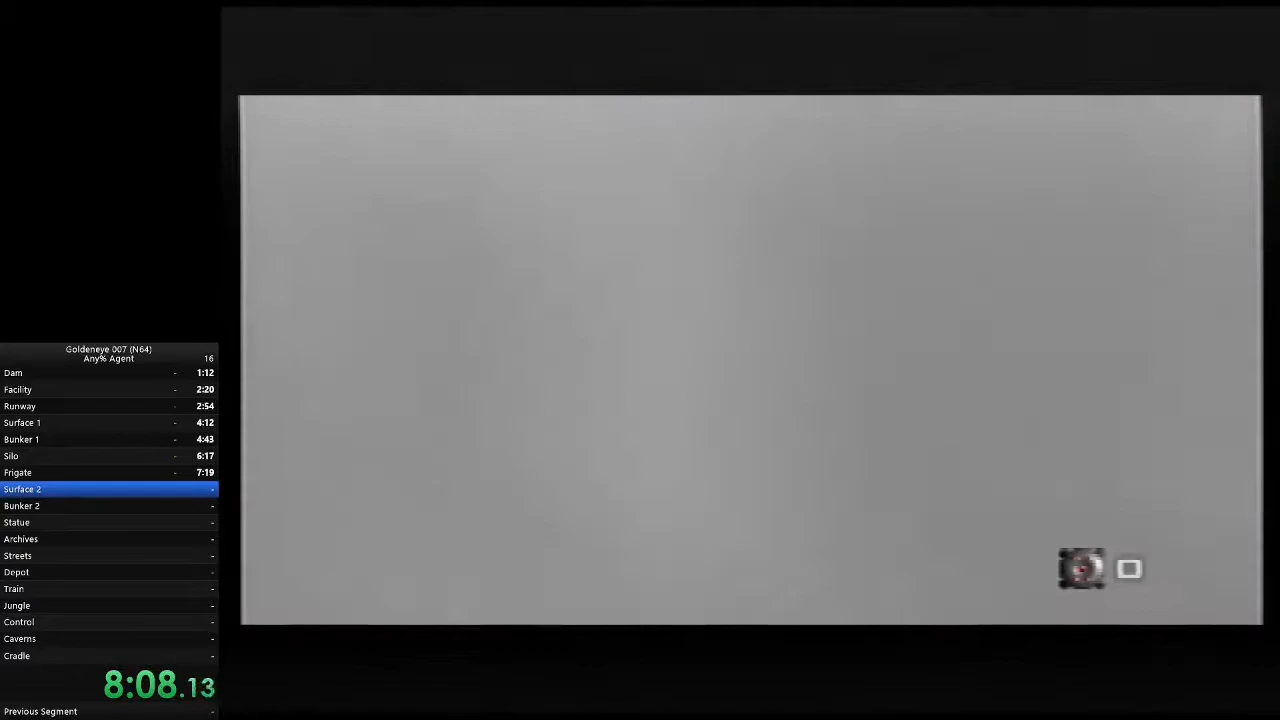 Goldeneye 007 (N64)
Any% Agent 16
Dam - 1:12
Facility - 2:20
Runway - 2:54
Surface 1 - 4:12
Bunker 1 - 4:43
Silo - 6:17
Frigate - 7:19
Surface 2 -
Bunker 2 -
Statue -
Archives -
Streets -
Depot -
Train -
Jungle -
Control -
Caverns -
Cradle -
8:08.13
Previous Segment -